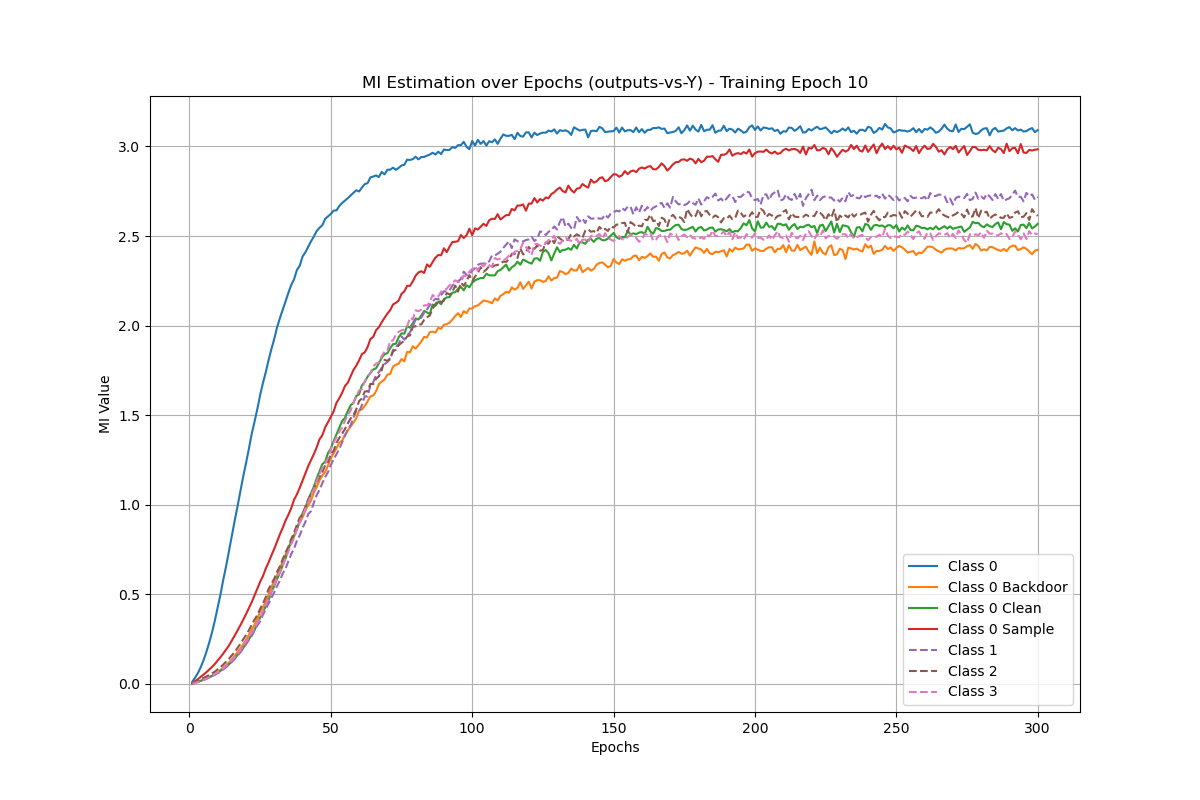 MI Estimation over Epochs (outputs-vs-Y) - Training Epoch 10
MI Value
3.0
2.5
2.0
1.5
1.0
0.5
0.0
0 50 100 150 200 250 300
Epochs
Class 0
Class 0 Backdoor
Class 0 Clean
Class 0 Sample
Class 1
Class 2
Class 3